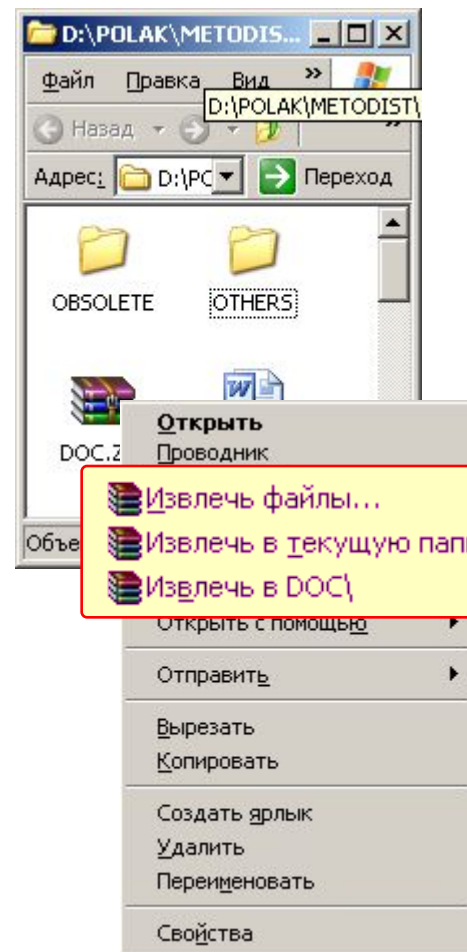 D:\POLAK\METODIS...
Файл Правка Вид »
D:\POLAK\METODIST\
Назад »
Адрес: D:\PC Переход
OBSOLETE OTHERS
DOC.Z
Открыть
Проводник
Извлечь файлы...
Извлечь в текущую пап
Извлечь в DOC\
Объе
Открыть с помощью
Отправить
Вырезать
Копировать
Создать ярлык
Удалить
Переименовать
Свойства